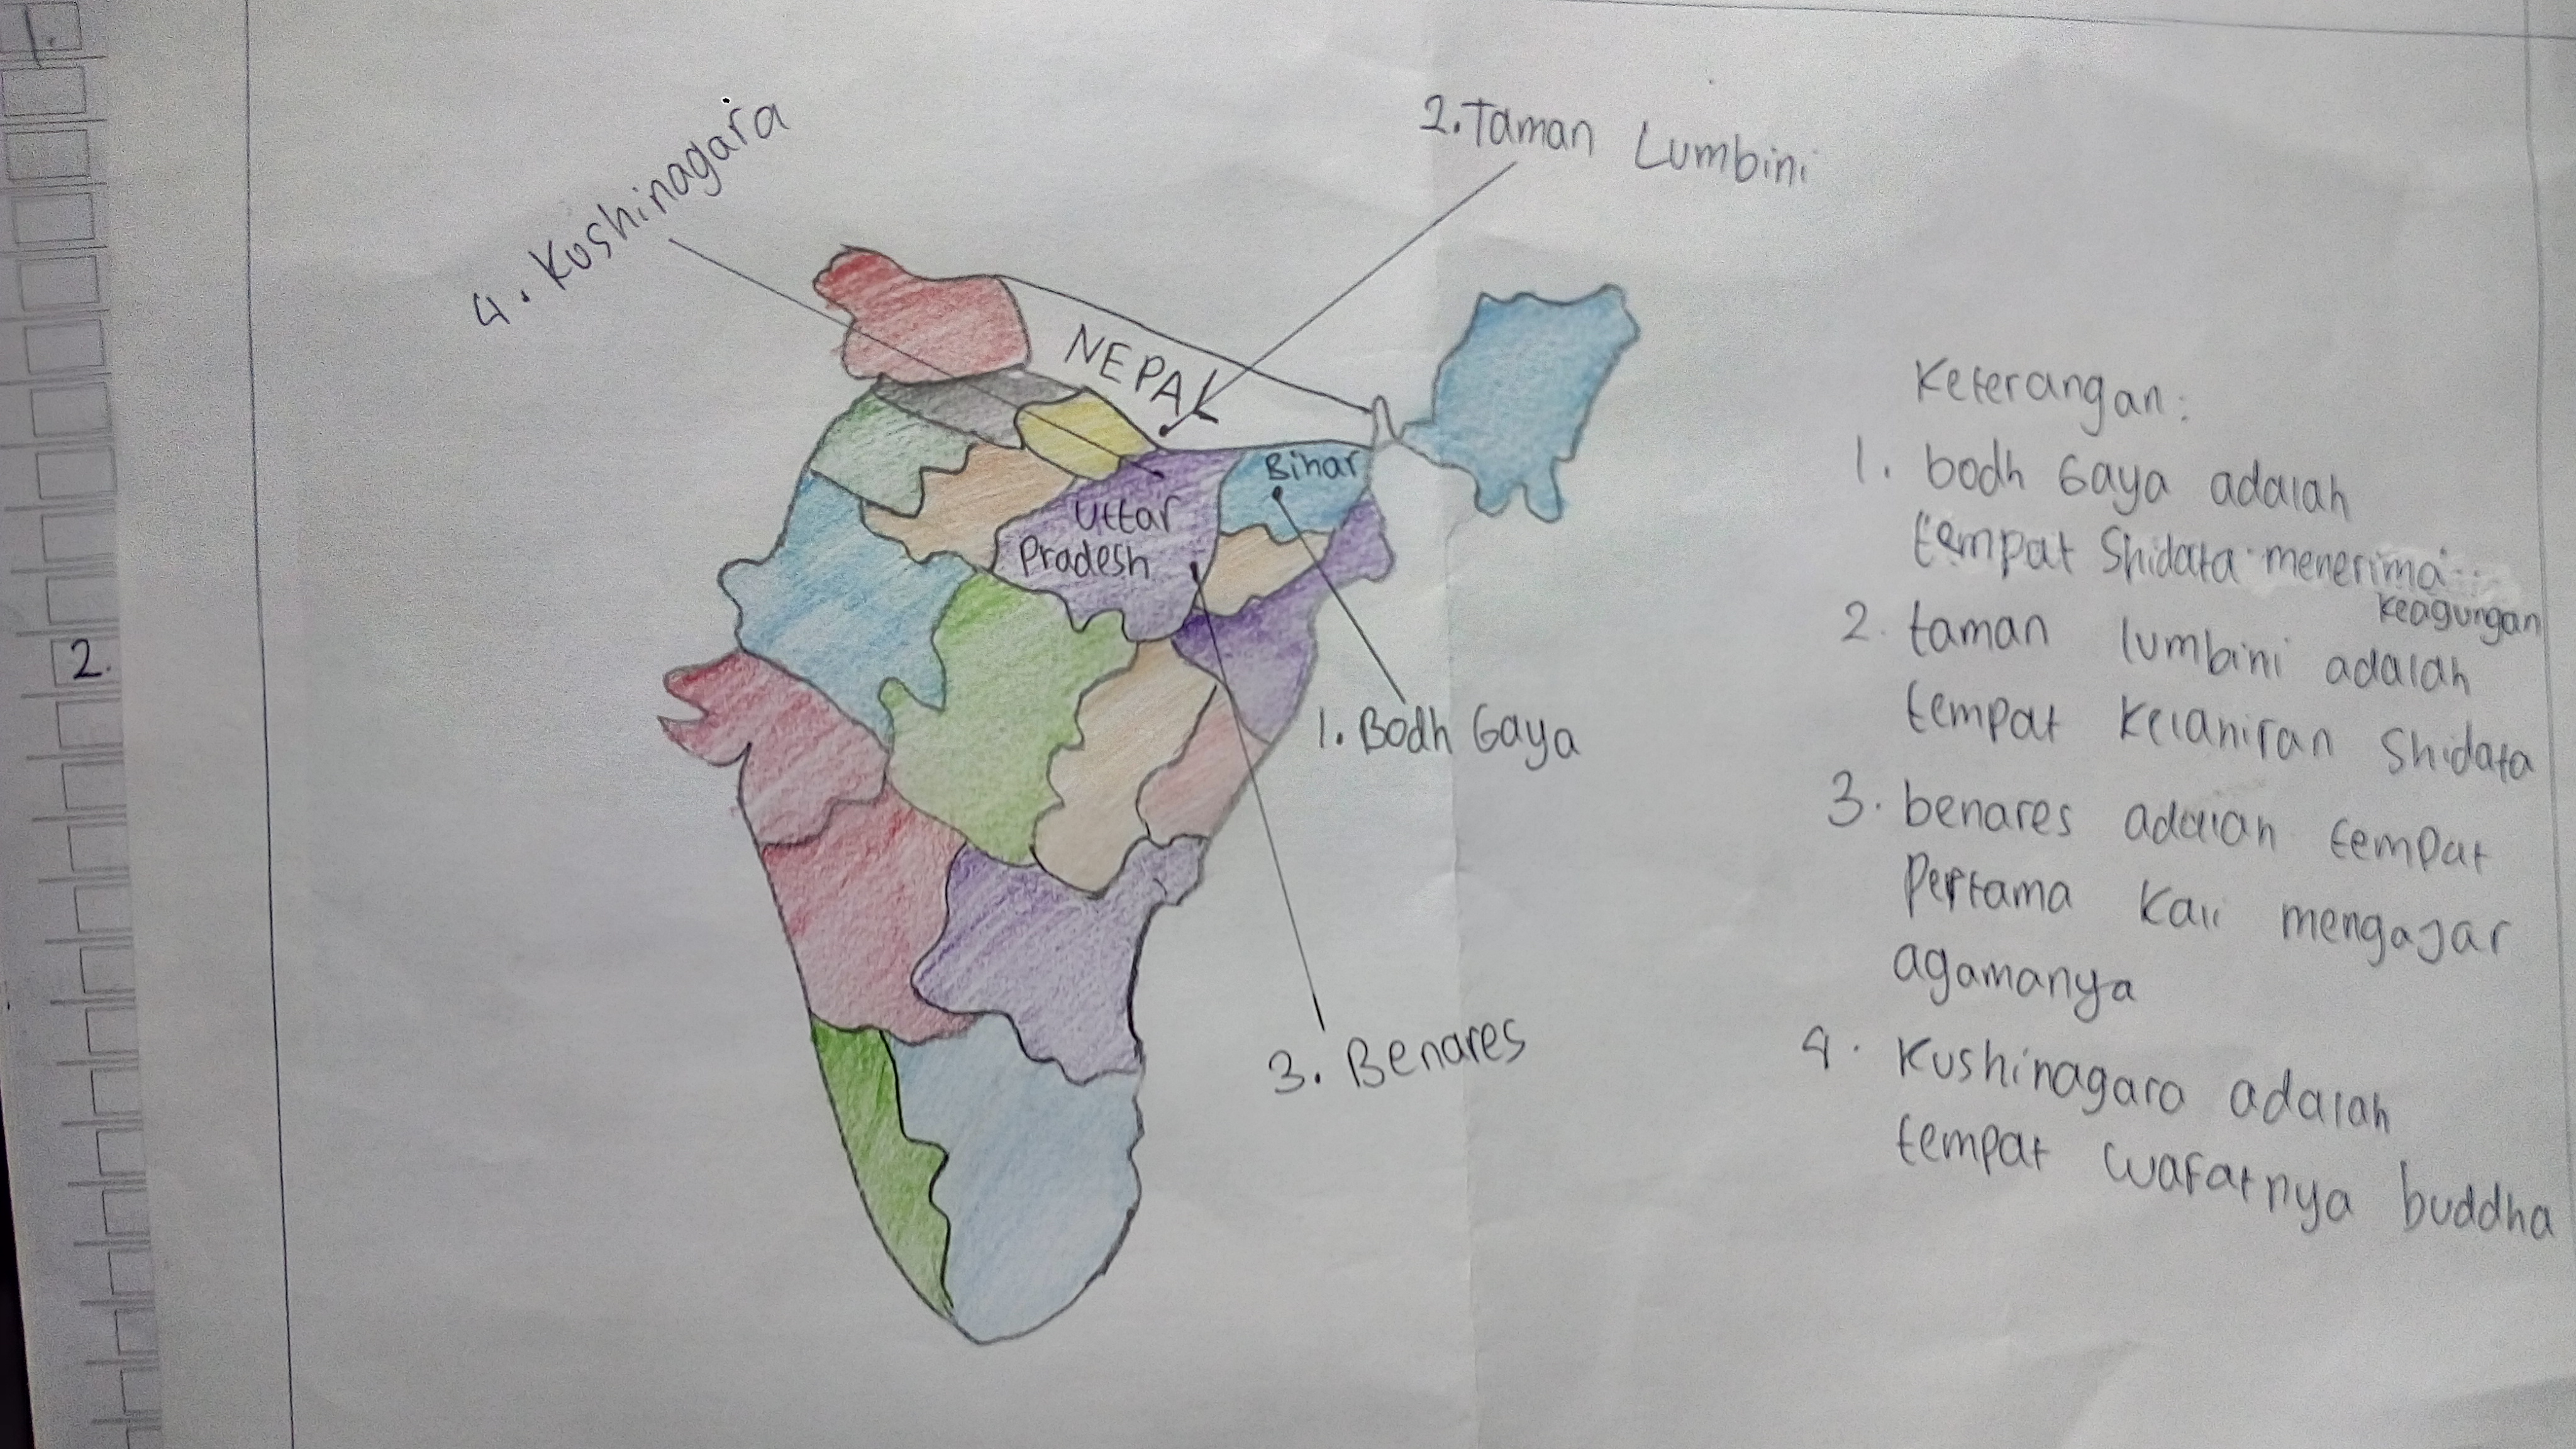 1.
2.
4. Kushinagara
2. Taman Lumbini
NEPAL
Bihar
Uttar
Pradesh
1. Bodh Gaya
3. Benares
Keterangan:
1. bodh Gaya adalah
tempat Shidata menerima
keagungan
2. taman lumbini adalah
tempat Kelahiran Shidata
3. benares adalah tempat
Pertama Kali mengajar
agamanya
4. Kushinagara adalah
tempat wafatnya buddha